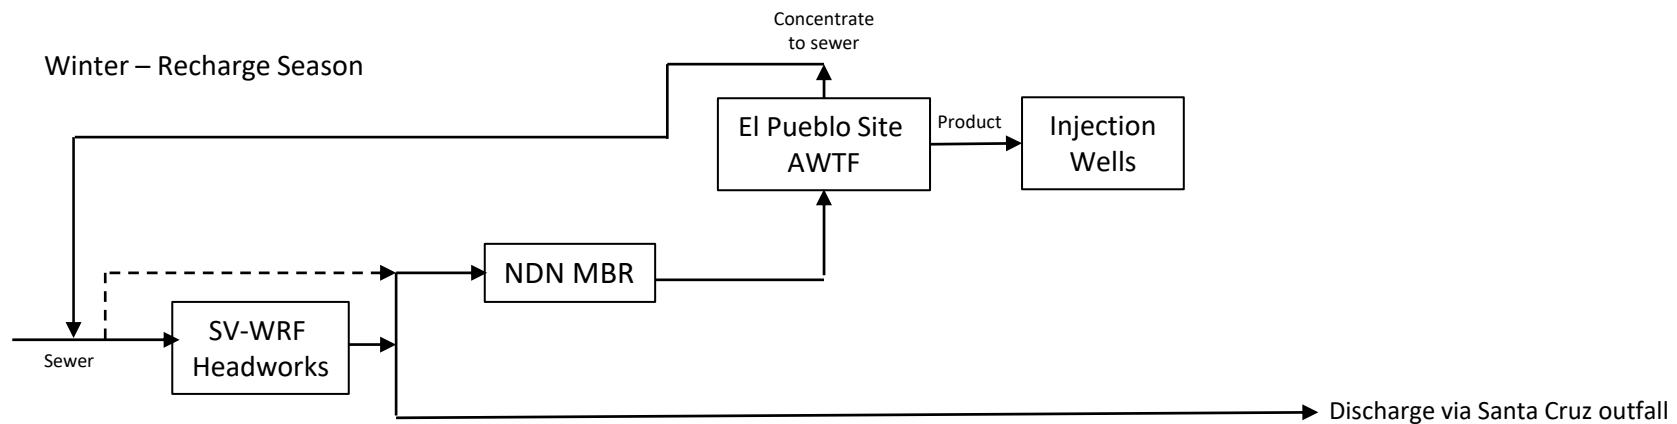 Concentrate
to sewer
Winter – Recharge Season
El Pueblo Site
AWTF
Product
Injection
Wells
NDN MBR
SV-WRF
Headworks
Sewer
Discharge via Santa Cruz outfall